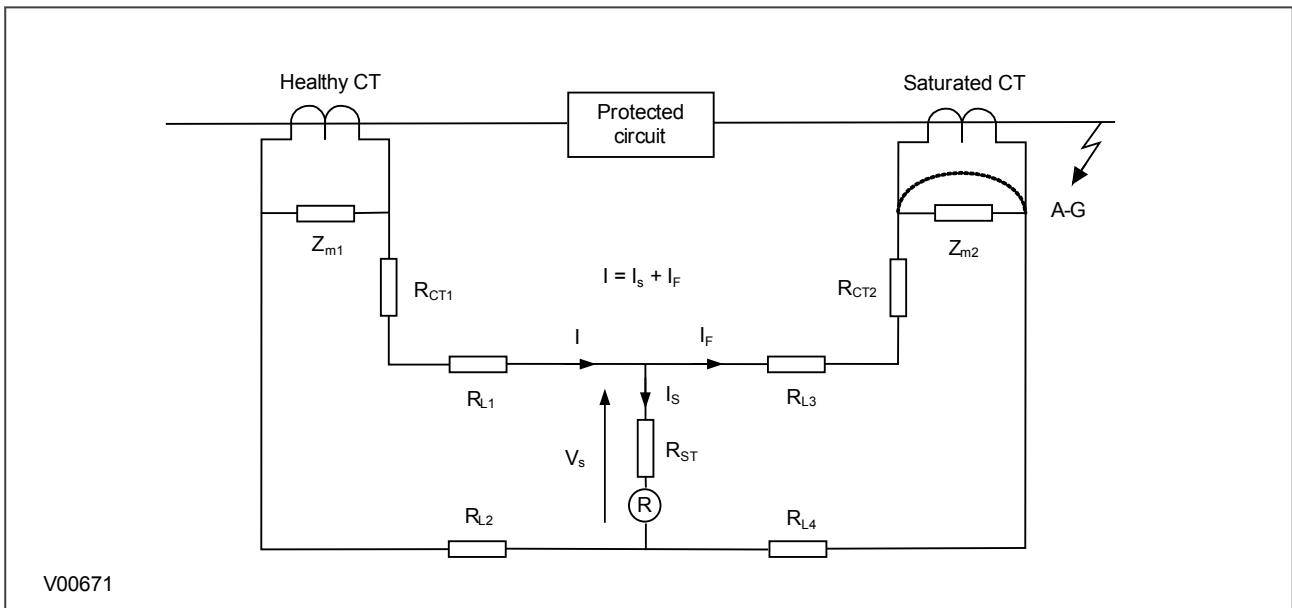 Healthy CT
Saturated CT
Protected
circuit
A-G
Zm1
Zm2
RCT1
I = Is + IF
RCT2
I
IF
RL1
IS
RL3
Vs
RST
R
RL2
RL4
V00671